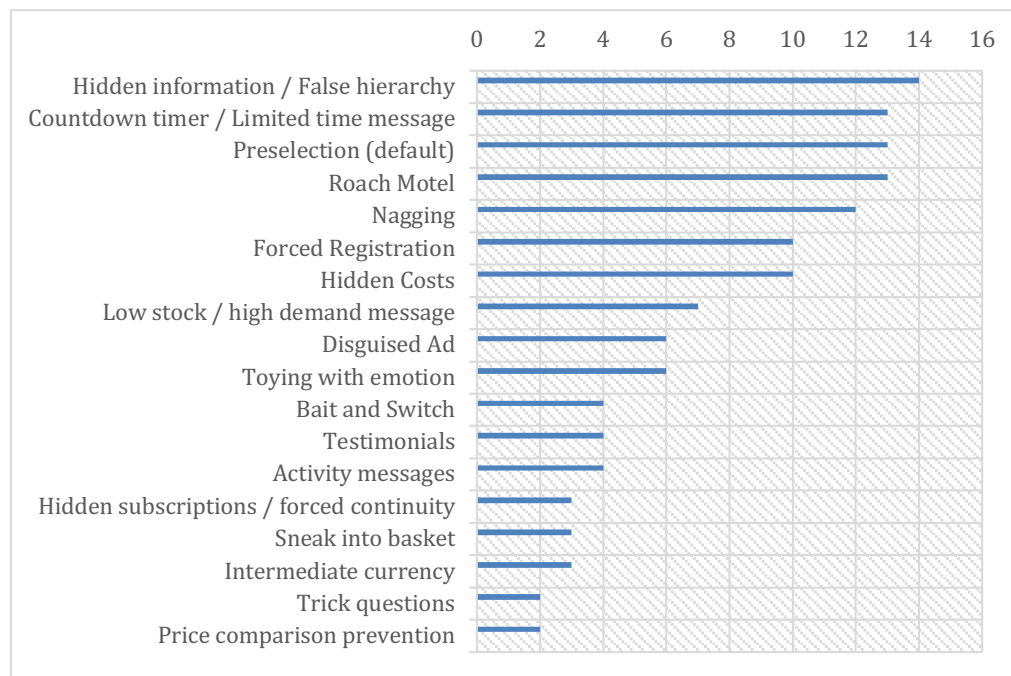 0 2 4 6 8 10 12 14 16
Hidden information / False hierarchy
Countdown timer / Limited time message
Preselection (default)
Roach Motel
Nagging
Forced Registration
Hidden Costs
Low stock / high demand message
Disguised Ad
Toying with emotion
Bait and Switch
Testimonials
Activity messages
Hidden subscriptions / forced continuity
Sneak into basket
Intermediate currency
Trick questions
Price comparison prevention